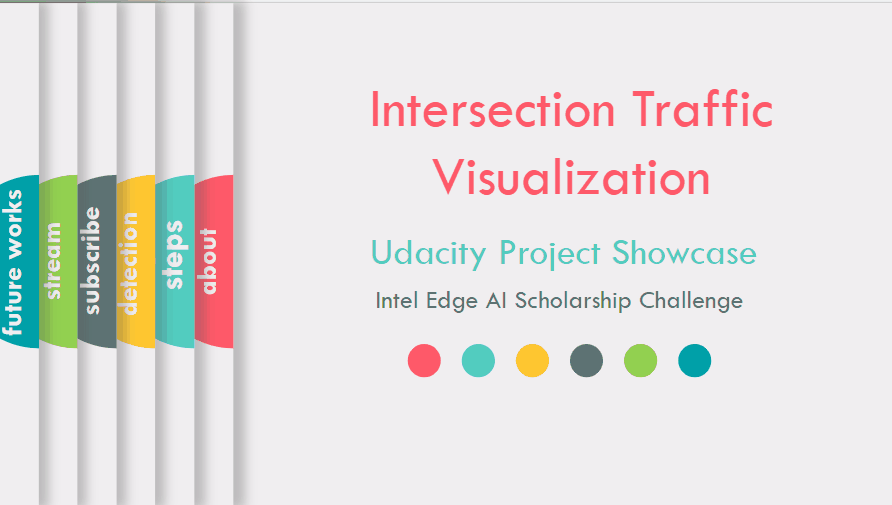 Intersection Traffic
Visualization
Udacity Project Showcase
Intel Edge AI Scholarship Challenge
future works
stream
subscribe
detection
steps
about